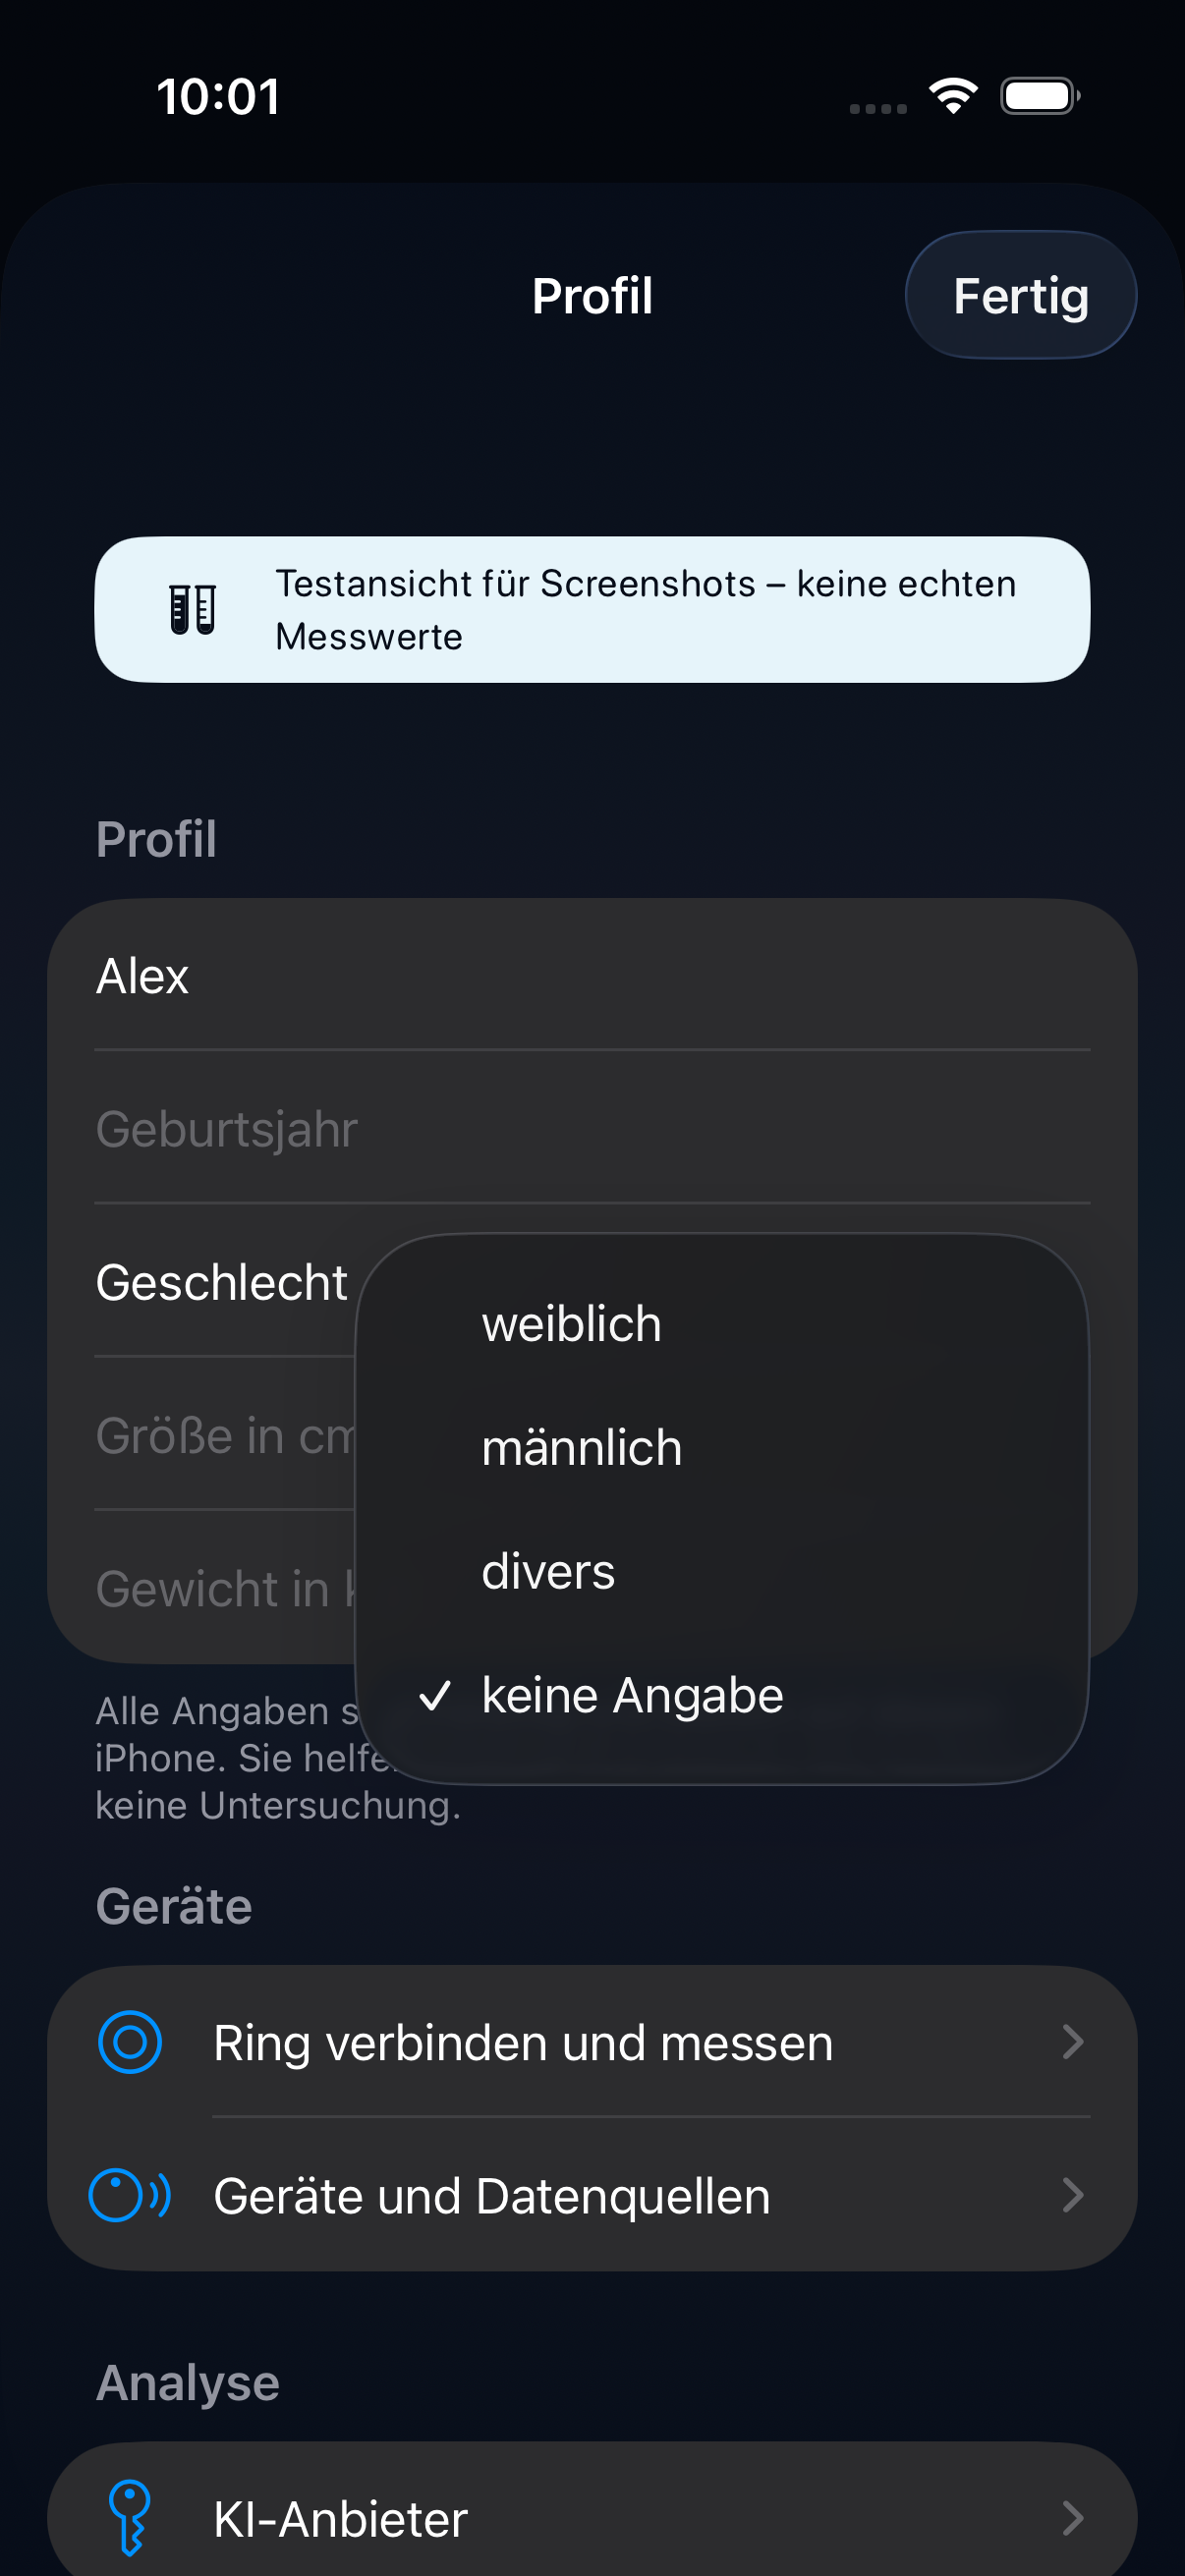 10:01
Profil
Fertig
Testansicht für Screenshots – keine echten
Messwerte
Profil
Alex
Geburtsjahr
Geschlecht
weiblich
männlich
Größe in cm
divers
Gewicht in
keine Angabe
Alle Angaben
iPhone. Sie
keine Untersuchung.
Geräte
Ring verbinden und messen
Geräte und Datenquellen
Analyse
KI-Anbieter